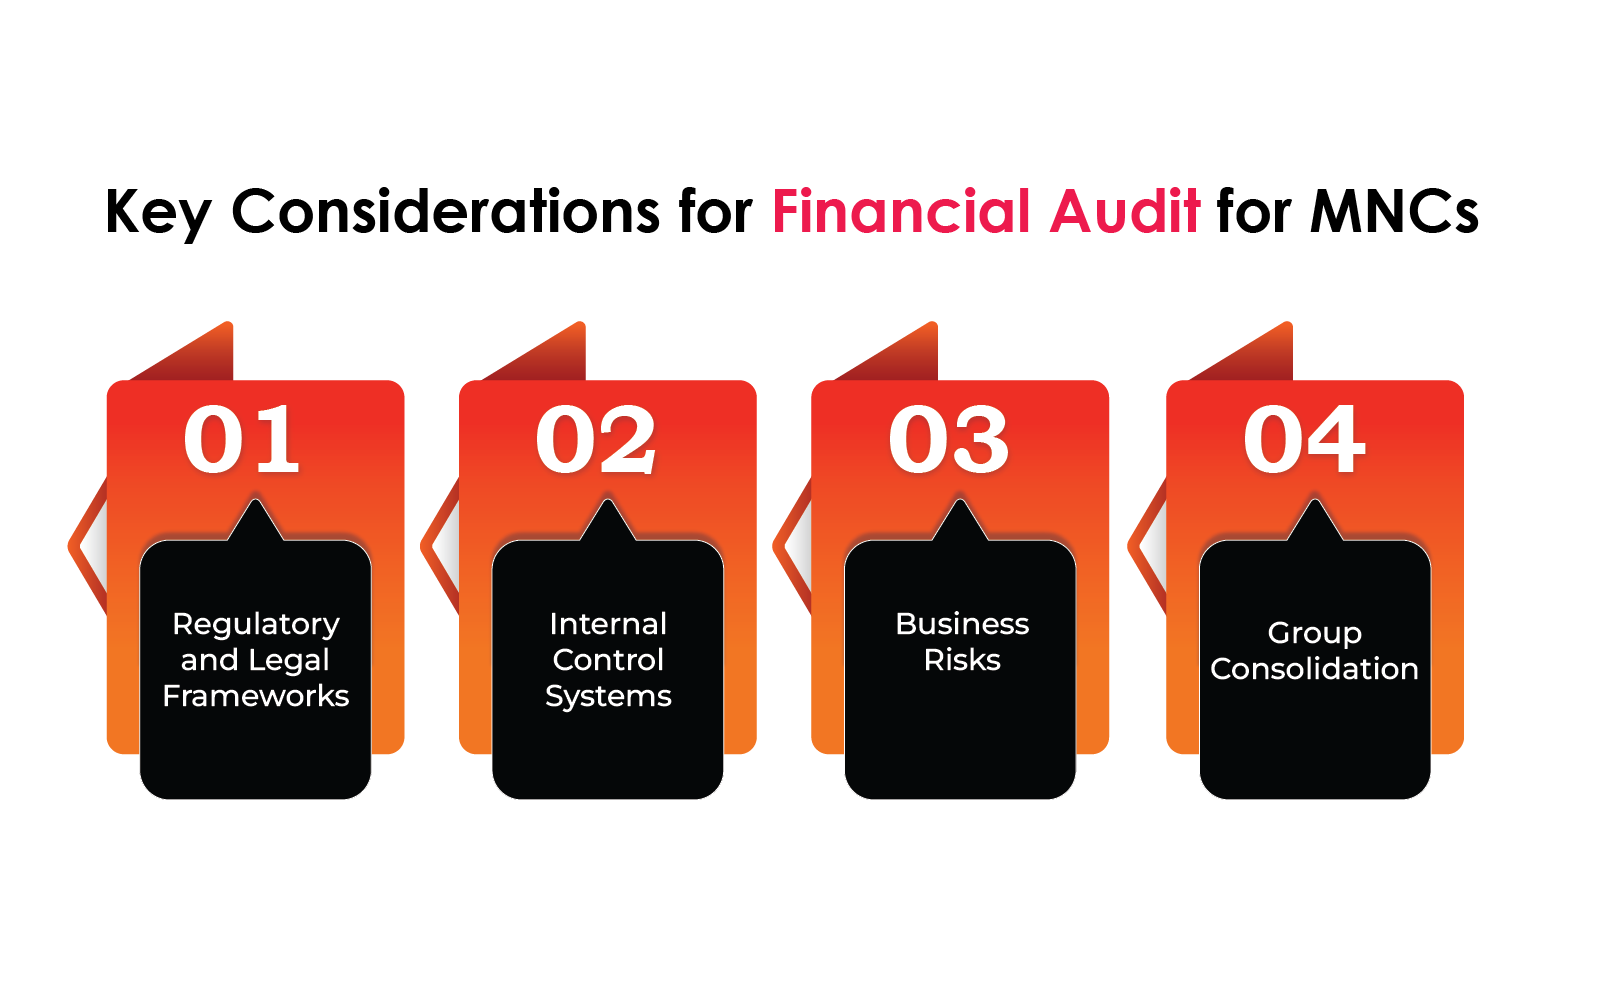 Key Considerations for Financial Audit for MNCs
01
Regulatory
and Legal
Frameworks
02
Internal
Control
Systems
03
Business
Risks
04
Group
Consolidation